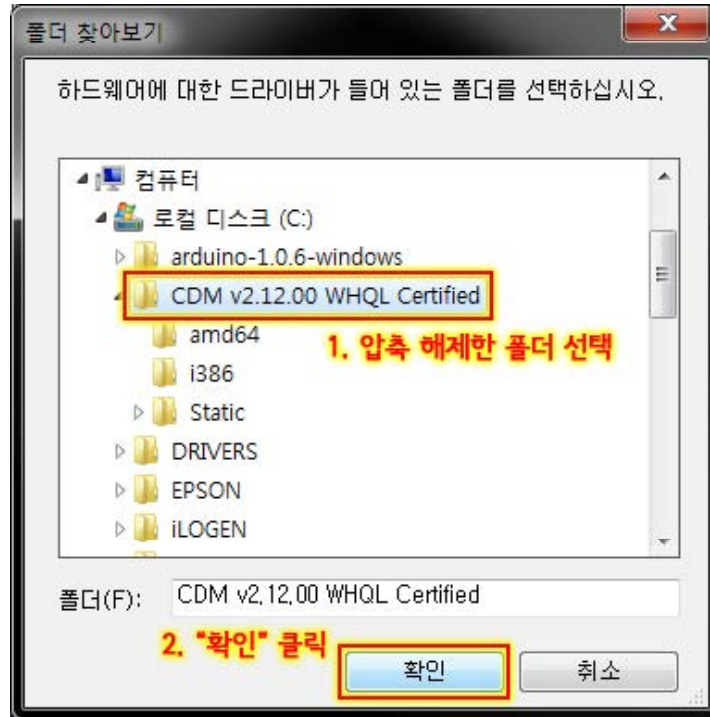 폴더 찾아보기
하드웨어에 대한 드라이버가 들어 있는 폴더를 선택하십시오.
컴퓨터
로컬 디스크 (C:)
arduino-1.0.6-windows
CDM v2.12.00 WHQL Certified
amd64
1. 압축 해제한 폴더 선택
i386
Static
DRIVERS
EPSON
iLOGEN
폴더(F): CDM v2.12.00 WHQL Certified
2. "확인" 클릭
확인 취소